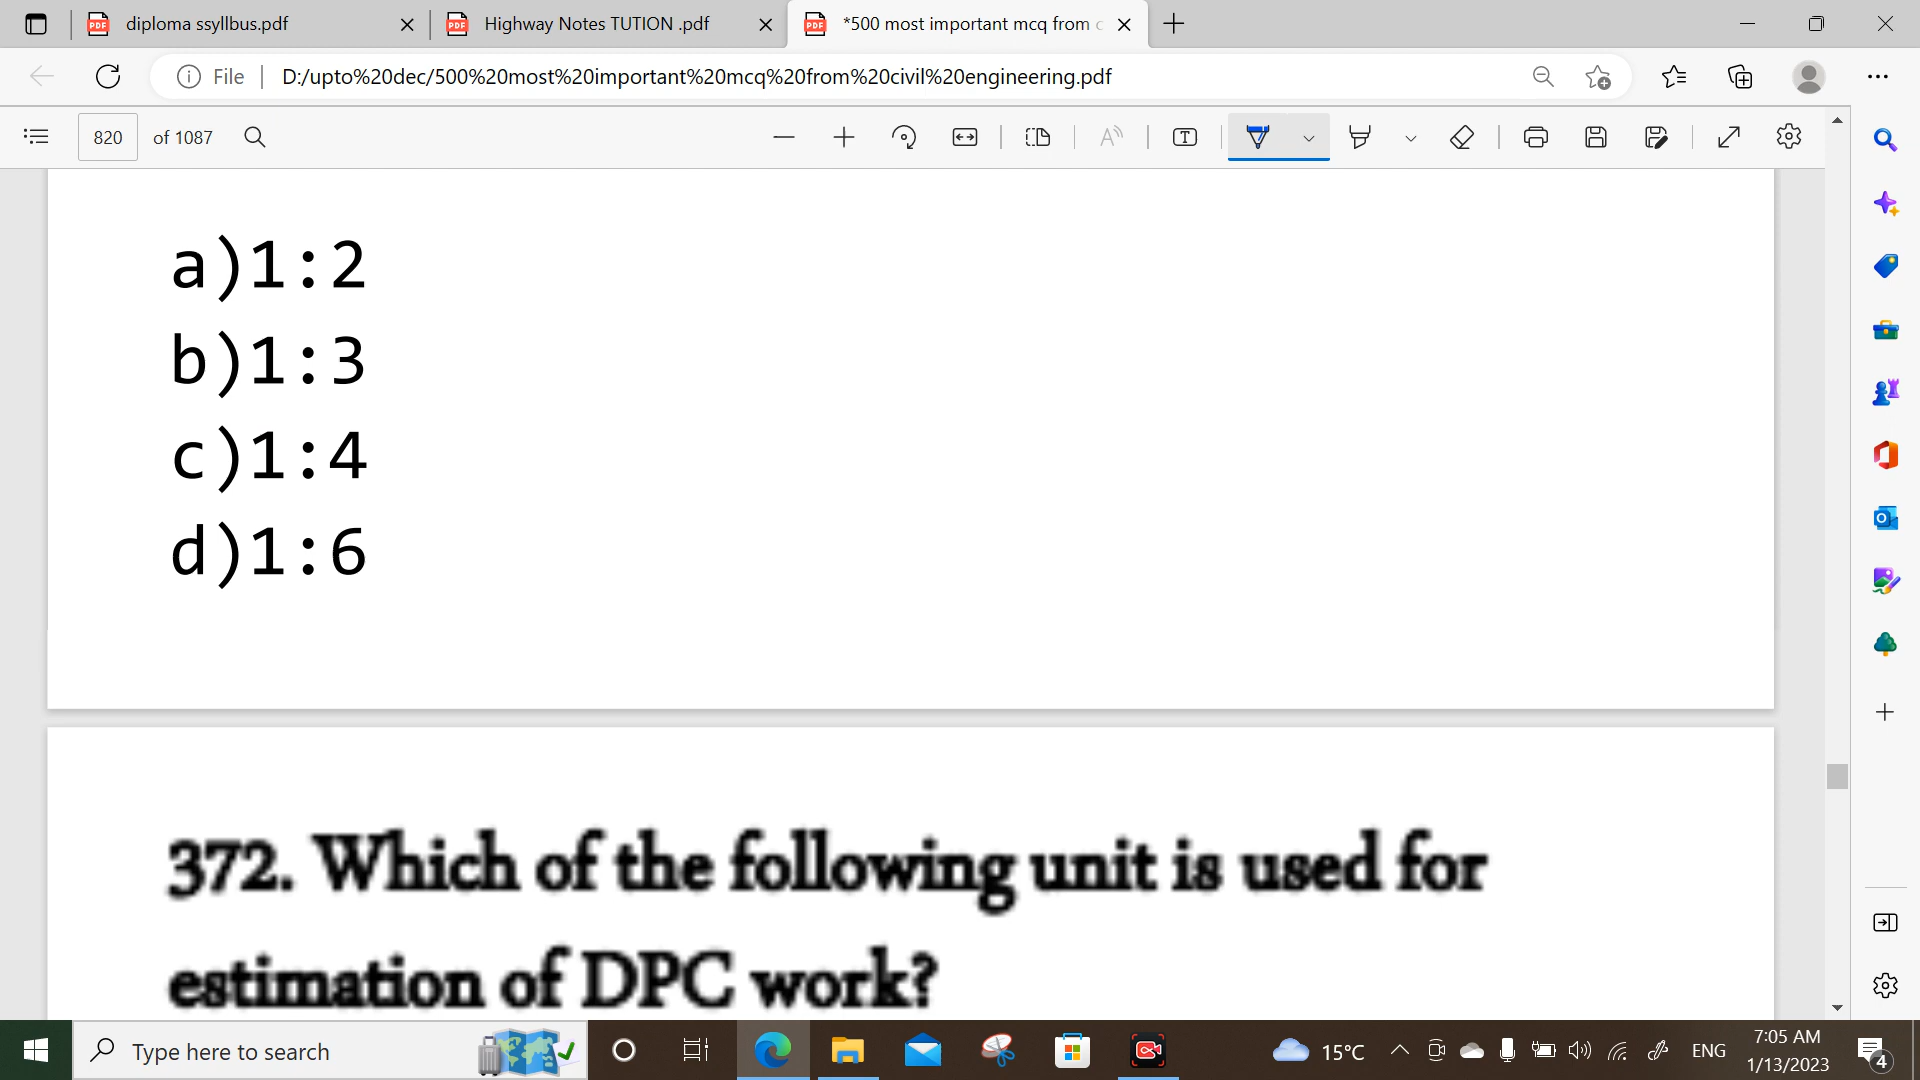 diploma ssyllbus.pdf
Highway Notes TUTION .pdf
*500 most important mcq from c
File
D:/upto%20dec/500%20most%20important%20mcq%20from%20civil%20engineering.pdf
820 of 1087
a)1:2
b)1:3
c)1:4
d)1:6
372. Which of the following unit is used for
estimation of DPC work?
Type here to search
15°C
ENG
7:05 AM
1/13/2023
4